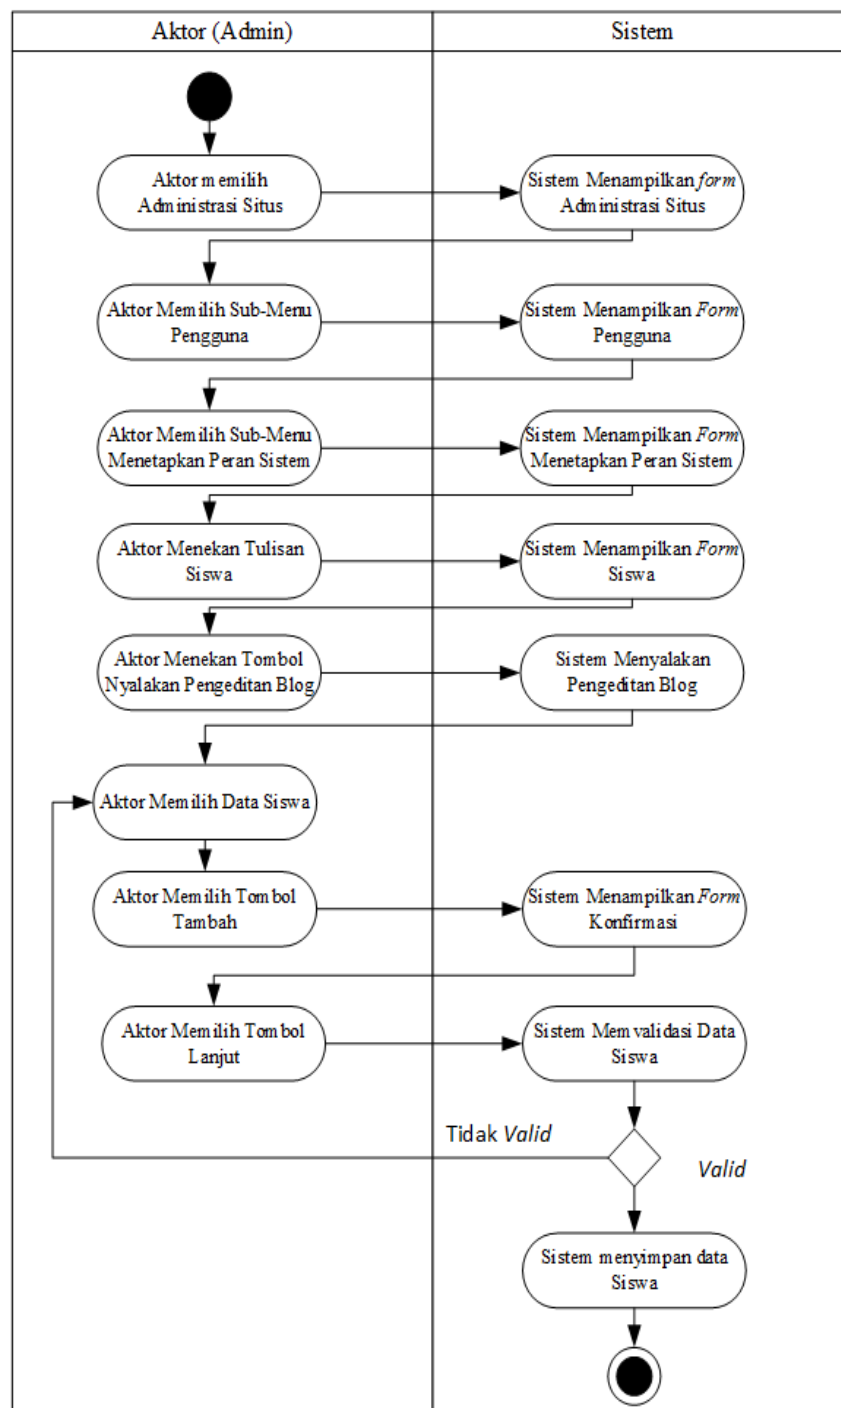 Aktor (Admin)
Sistem
Aktor memilih
Administrasi Situs
Sistem Menampilkan form
Administrasi Situs
Aktor Memilih Sub-Menu
Pengguna
Sistem Menampilkan Form
Pengguna
Aktor Memilih Sub-Menu
Menetapkan Peran Sistem
Sistem Menampilkan Form
Menetapkan Peran Sistem
Aktor Menekan Tulisan
Siswa
Sistem Menampilkan Form
Siswa
Aktor Menekan Tombol
Nyalakan Pengeditan Blog
Sistem Menyalakan
Pengeditan Blog
Aktor Memilih Data Siswa
Aktor Memilih Tombol
Tambah
Sistem Menampilkan Form
Konfirmasi
Aktor Memilih Tombol
Lanjut
Sistem Memvalidasi Data
Siswa
Tidak Valid
Valid
Sistem menyimpan data
Siswa